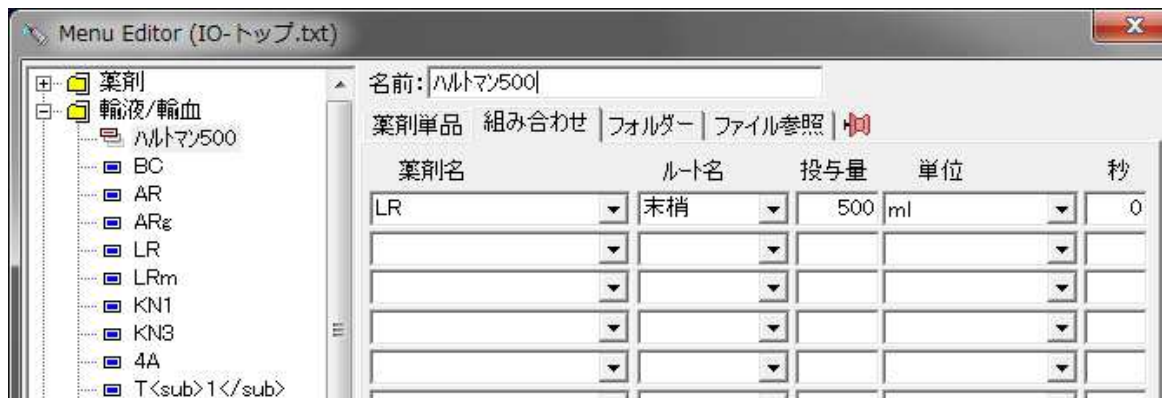 Menu Editor (IO-トップ.txt)
薬剤
輸液/輸血
ハルトマン500
BC
AR
ARg
LR
LRm
KN1
KN3
4A
T<sub>1</sub>
名前: ハルトマン500
薬剤単品 組み合わせ フォルダー ファイル参照
薬剤名 ルート名 投与量 単位 秒
LR 末梢 500 ml 0